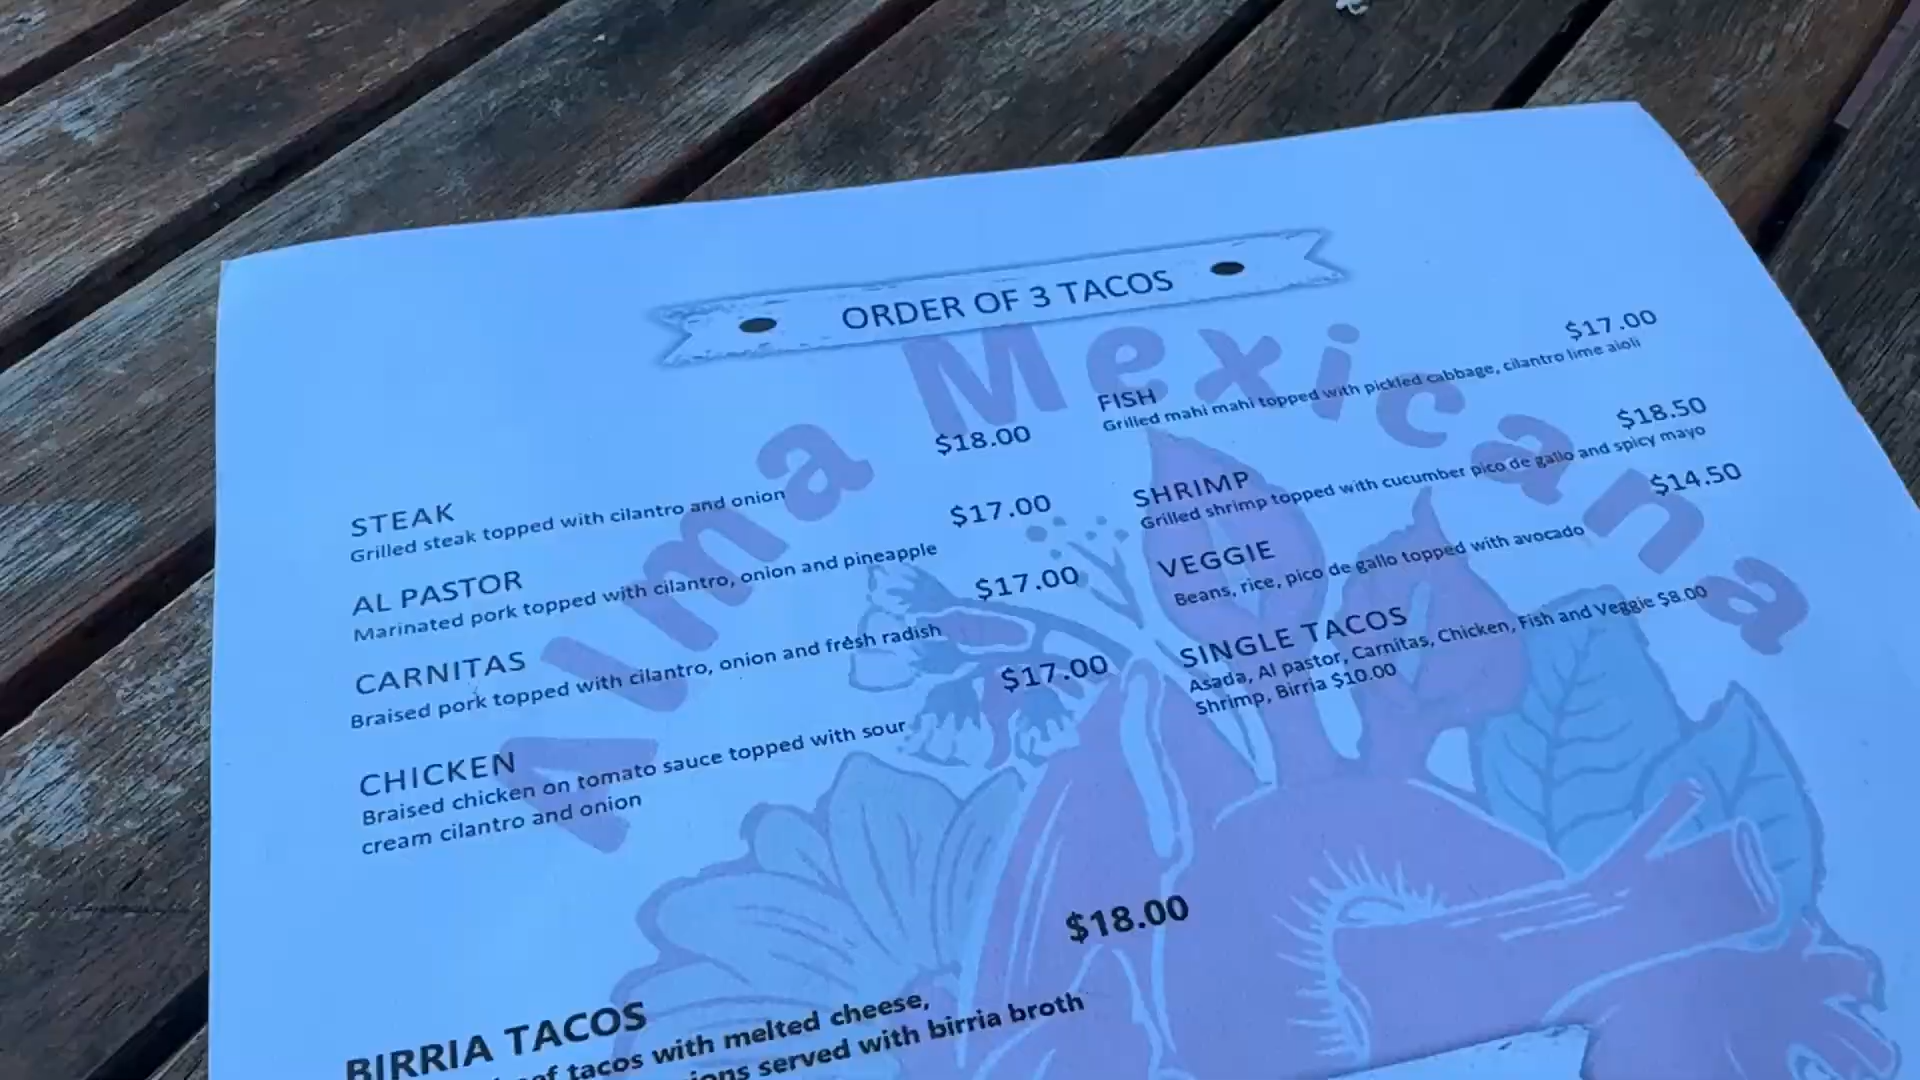 ORDER OF 3 TACOS
Alma Mexicana
STEAK $18.00
Grilled steak topped with cilantro and onion
AL PASTOR $17.00
Marinated pork topped with cilantro, onion and pineapple
CARNITAS $17.00
Braised pork topped with cilantro, onion and fresh radish
CHICKEN $17.00
Braised chicken on tomato sauce topped with sour
cream cilantro and onion
FISH $17.00
Grilled mahi mahi topped with pickled cabbage, cilantro lime aioli
SHRIMP $18.50
Grilled shrimp topped with cucumber pico de gallo and spicy mayo
VEGGIE $14.50
Beans, rice, pico de gallo topped with avocado
SINGLE TACOS
Asada, Al pastor, Carnitas, Chicken, Fish and Veggie $8.00
Shrimp, Birria $10.00
BIRRIA TACOS $18.00
of tacos with melted cheese,
served with birria broth